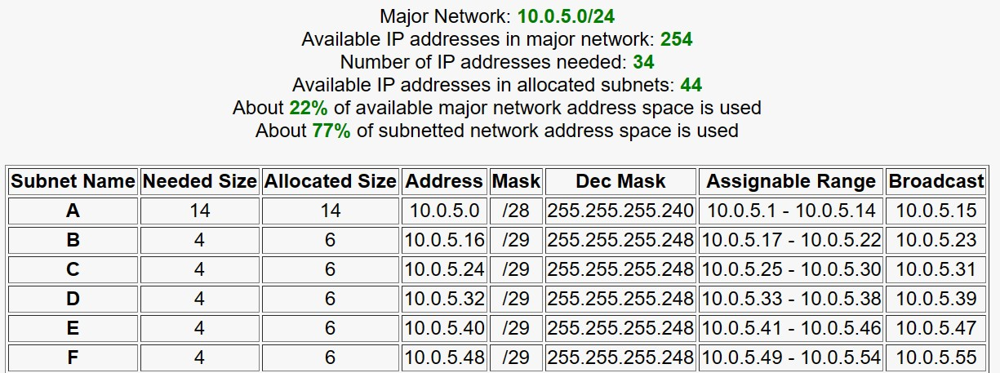 Major Network: 10.0.5.0/24
Available IP addresses in major network: 254
Number of IP addresses needed: 34
Available IP addresses in allocated subnets: 44
About 22% of available major network address space is used
About 77% of subnetted network address space is used
Subnet Name Needed Size Allocated Size Address Mask Dec Mask Assignable Range Broadcast
A 14 14 10.0.5.0 /28 255.255.255.240 10.0.5.1 - 10.0.5.14 10.0.5.15
B 4 6 10.0.5.16 /29 255.255.255.248 10.0.5.17 - 10.0.5.22 10.0.5.23
C 4 6 10.0.5.24 /29 255.255.255.248 10.0.5.25 - 10.0.5.30 10.0.5.31
D 4 6 10.0.5.32 /29 255.255.255.248 10.0.5.33 - 10.0.5.38 10.0.5.39
E 4 6 10.0.5.40 /29 255.255.255.248 10.0.5.41 - 10.0.5.46 10.0.5.47
F 4 6 10.0.5.48 /29 255.255.255.248 10.0.5.49 - 10.0.5.54 10.0.5.55